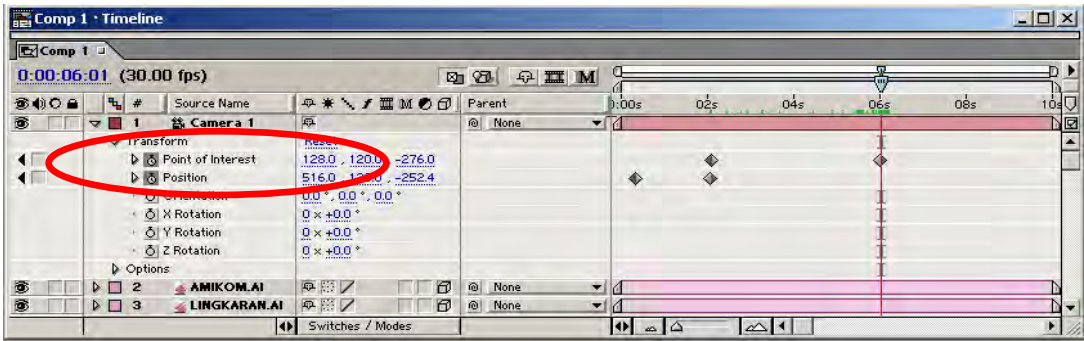 Comp 1 · Timeline
Comp 1
0:00:06:01 (30.00 fps) M
# Source Name M Parent :00s 02s 04s 06s 08s 10s
1 Camera 1 None
Transform Reset
Point of Interest 128.0 , 120.0 , -276.0
Position 516.0 , , -252.4
Orientation 0.0 °, 0.0 °, 0.0 °
X Rotation 0 x +0.0 °
Y Rotation 0 x +0.0 °
Z Rotation 0 x +0.0 °
Options
2 AMIKOM.AI None
3 LINGKARAN.AI None
Switches / Modes